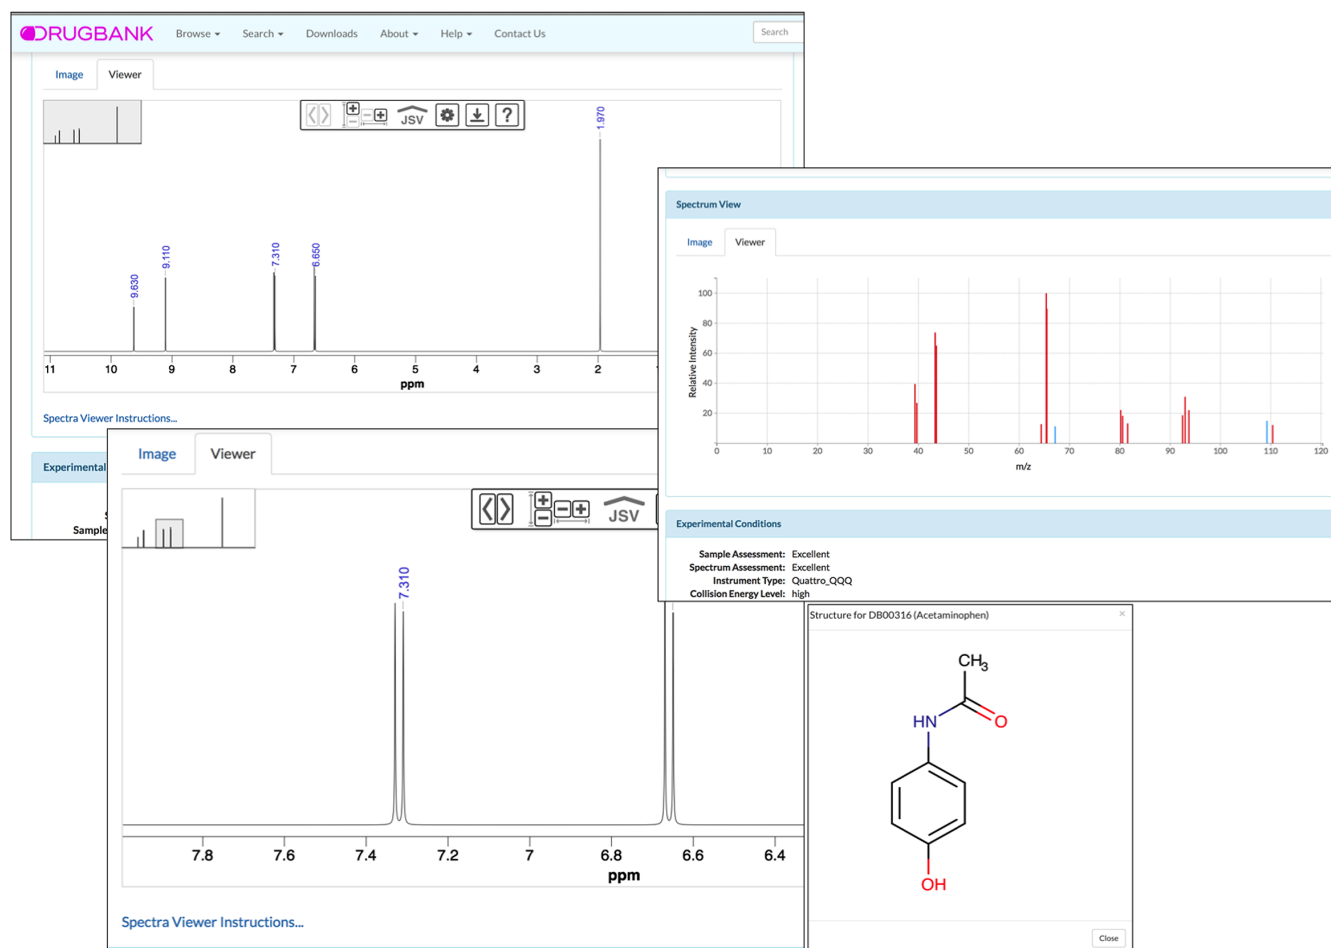 DRUGBANK Browse Search Downloads About Help Contact Us Search
Image Viewer
JSV ?
1.970
9.630
9.110
7.310
6.650
11 10 9 8 7 6 5 4 3 2
ppm
Spectra Viewer Instructions...
Experimental
Sample
Spectrum View
Image Viewer
100
80
60
40
20
Relative Intensity
0 10 20 30 40 50 60 70 80 90 100 110 120
m/z
Experimental Conditions
Sample Assessment: Excellent
Spectrum Assessment: Excellent
Instrument Type: Quattro_QQQ
Collision Energy Level: high
Image Viewer
JSV
7.310
7.8 7.6 7.4 7.2 7 6.8 6.6 6.4
ppm
Spectra Viewer Instructions...
Structure for DB00316 (Acetaminophen) ×
CH3
HN
O
OH
Close